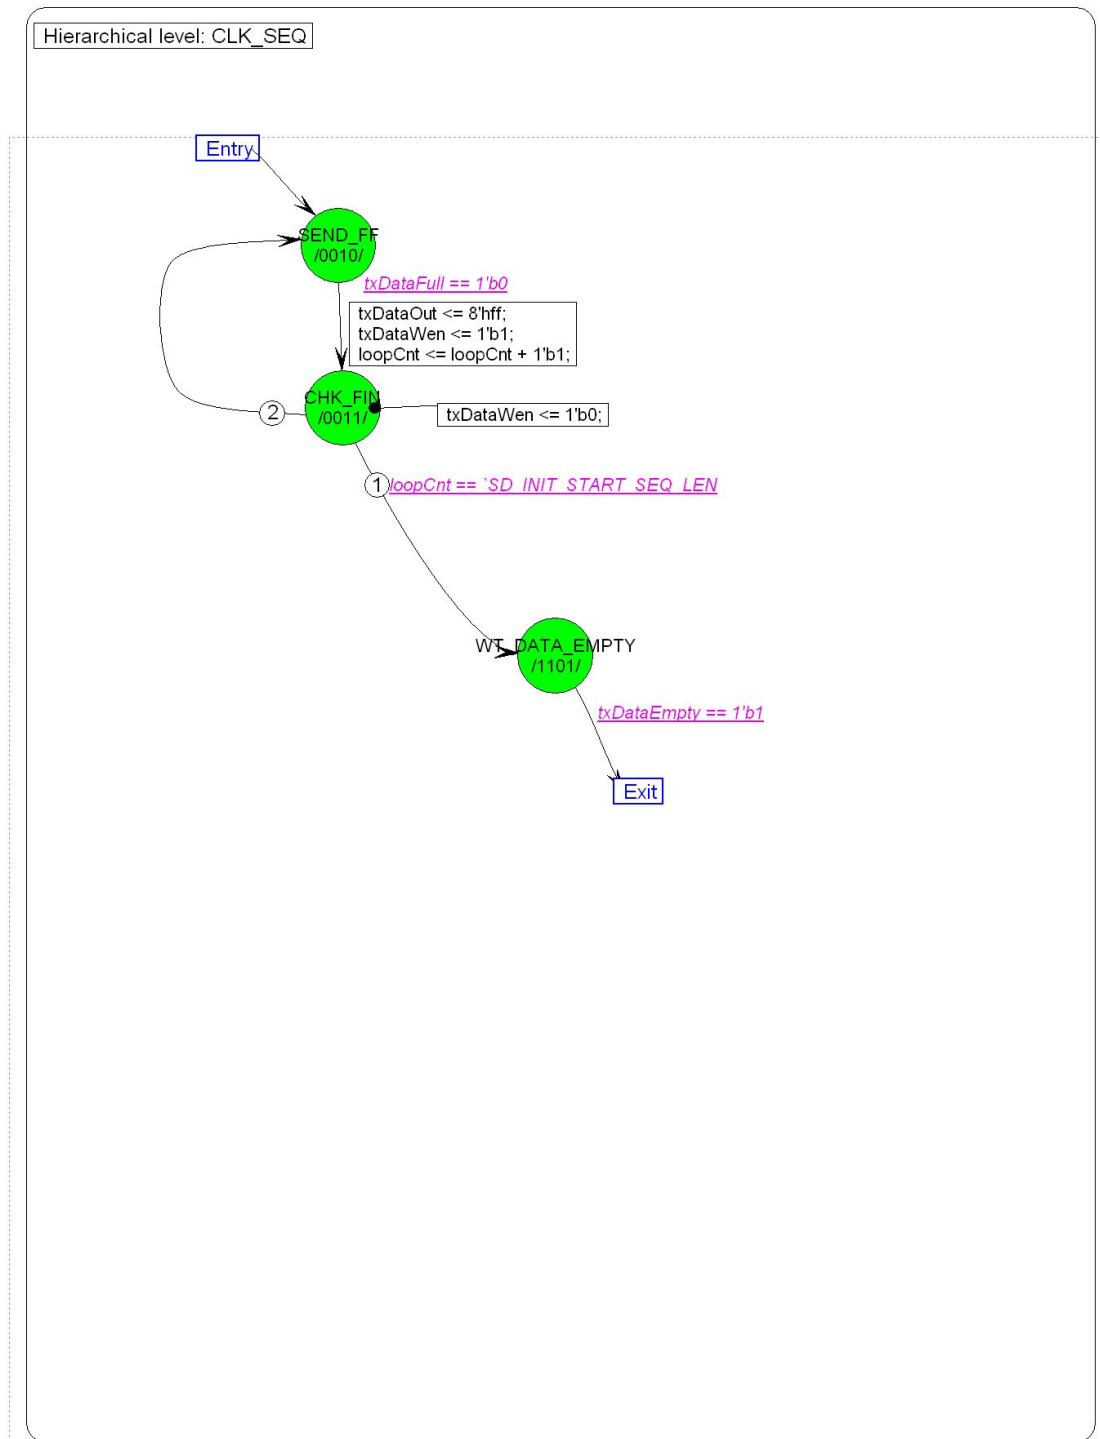 Hierarchical level: CLK_SEQ
Entry
SEND_FF
/0010/
txDataFull == 1'b0
txDataOut <= 8'hff;
txDataWen <= 1'b1;
loopCnt <= loopCnt + 1'b1;
CHK_FIN
/0011/
2
txDataWen <= 1'b0;
1
loopCnt == `SD_INIT_START_SEQ_LEN
WT_DATA_EMPTY
/1101/
txDataEmpty == 1'b1
Exit